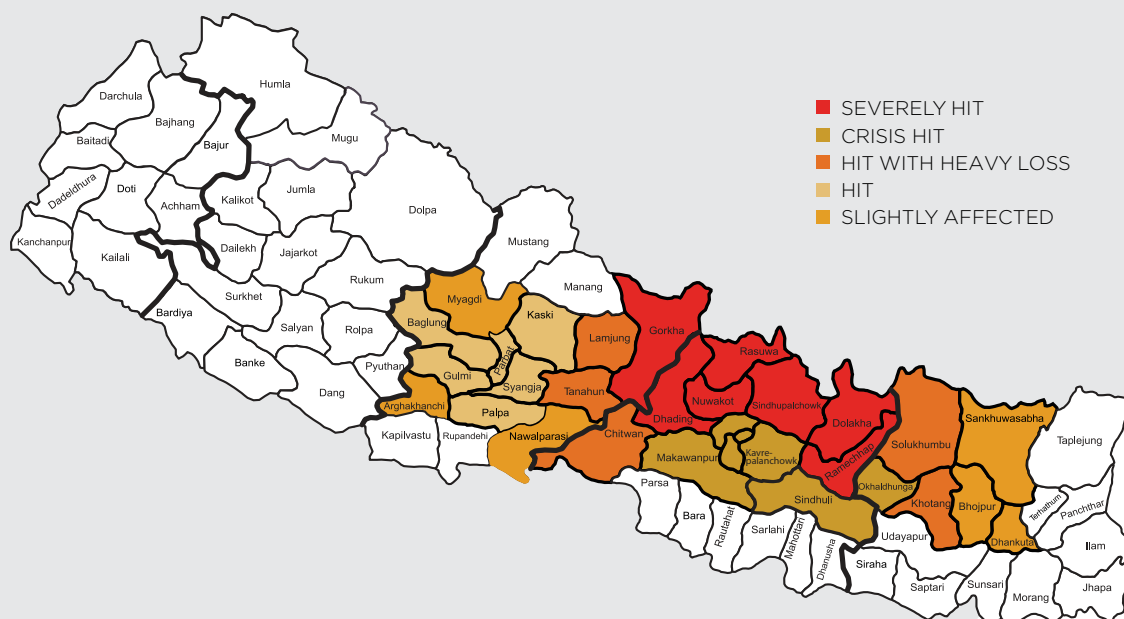 Humla
Darchula
Bajhang
Mugu
Baitadi
Bajur
Dadeldhura
Doti
Jumla
Kalikot
Achham
Dolpa
Kanchanpur
Kailali
Dailekh
Jajarkot
Mustang
Rukum
Manang
Surkhet
Bardiya
Salyan
Rolpa
Banke
Pyuthan
Dang
Myagdi
Kaski
Baglung
Parbat
Lamjung
Gorkha
Gulmi
Syangja
Tanahun
Arghakhanchi
Palpa
Kapilvastu
Rupandehi
Nawalparasi
Chitwan
Rasuwa
Nuwakot
Sindhupalchowk
Dhading
Dolakha
Ramechhap
Makawanpur
Kavre-
palanchowk
Sindhuli
Okhaldhunga
Solukhumbu
Sankhuwasabha
Taplejung
Khotang
Bhojpur
Terhathum
Panchthar
Dhankuta
Ilam
Parsa
Bara
Rautahat
Sarlahi
Mahottari
Dhanusha
Udayapur
Siraha
Saptari
Sunsari
Morang
Jhapa
SEVERELY HIT
CRISIS HIT
HIT WITH HEAVY LOSS
HIT
SLIGHTLY AFFECTED